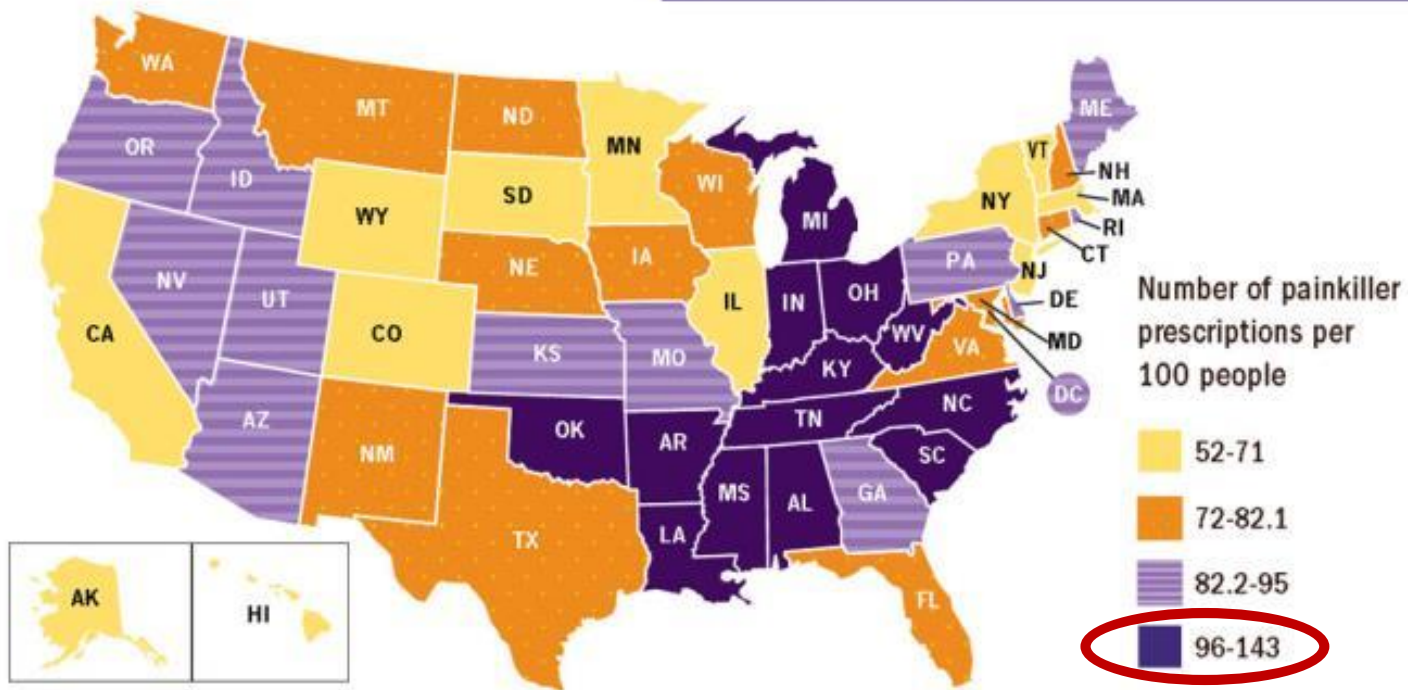 WA
MT
ND
MN
OR
ID
WY
SD
WI
MI
NY
VT
ME
NH
MA
RI
CT
NV
UT
CO
NE
IA
IL
IN
OH
PA
NJ
DE
MD
DC
CA
AZ
NM
KS
MO
KY
WV
VA
OK
AR
TN
NC
SC
TX
LA
MS
AL
GA
FL
AK
HI
Number of painkiller
prescriptions per
100 people
52-71
72-82.1
82.2-95
96-143